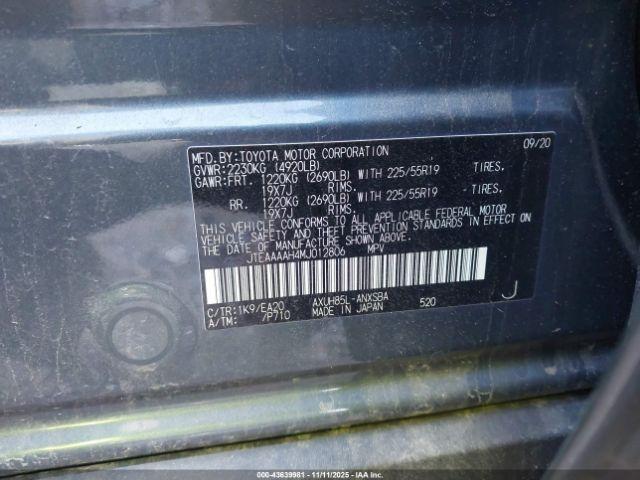 MFD.BY:TOYOTA MOTOR CORPORATION 09/20
GVWR:2230KG (4920LB)
GAWR:FRT. 1220KG (2690LB) WITH 225/55R19 TIRES.
19X7J RIMS.
RR. 1220KG (2690LB) WITH 225/55R19 TIRES.
19X7J RIMS.
THIS VEHICLE CONFORMS TO ALL APPLICABLE FEDERAL MOTOR
VEHICLE SAFETY AND THEFT PREVENTION STANDARDS IN EFFECT ON
THE DATE OF MANUFACTURE SHOWN ABOVE.
JTEAAAAH4MJ012806 MPV
C/TR:1K9/EA20 AXUH85L-ANXSBA 520 J
A/TM: /P710 MADE IN JAPAN
000-43639981 - 11/11/2025 - IAAI.com